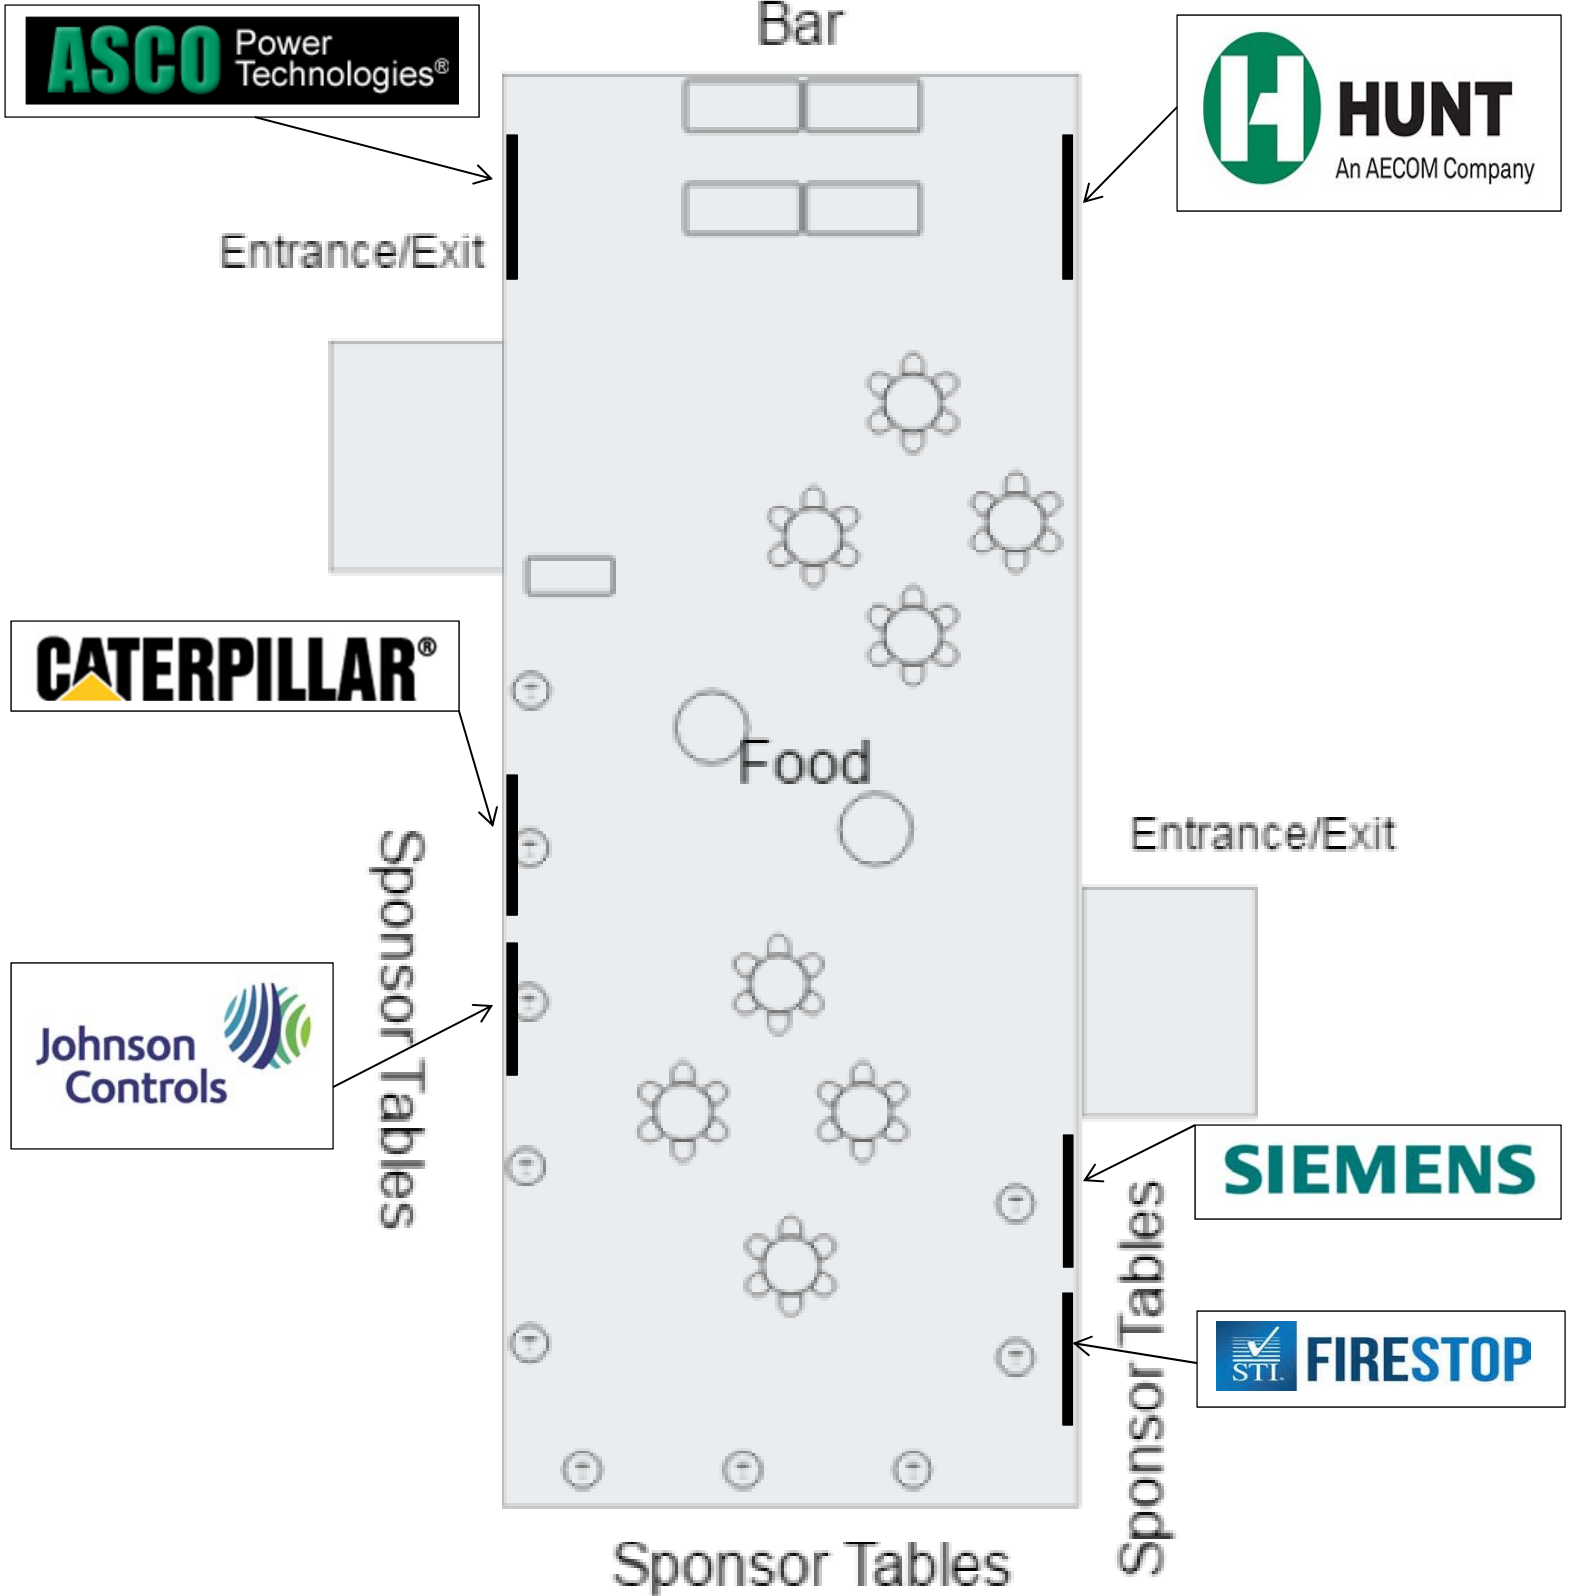 Bar
ASCO Power
Technologies®
HUNT
An AECOM Company
Entrance/Exit
CATERPILLAR®
Food
Entrance/Exit
Sponsor Tables
Johnson
Controls
SIEMENS
Sponsor Tables
STI. FIRESTOP
Sponsor Tables